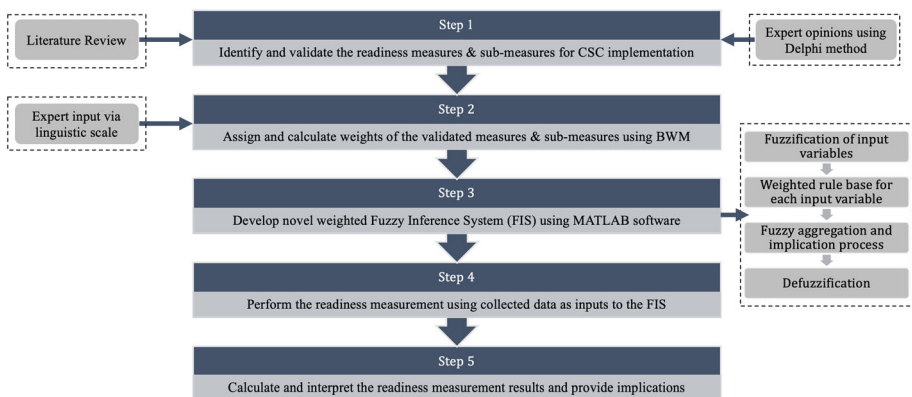 Step 1
Literature Review
Identify and validate the readiness measures & sub-measures for CSC implementation
Expert opinions using
Delphi method
Step 2
Expert input via
linguistic scale
Assign and calculate weights of the validated measures & sub-measures using BWM
Step 3
Develop novel weighted Fuzzy Inference System (FIS) using MATLAB software
Fuzzification of input
variables
Weighted rule base for
each input variable
Fuzzy aggregation and
implication process
Defuzzification
Step 4
Perform the readiness measurement using collected data as inputs to the FIS
Step 5
Calculate and interpret the readiness measurement results and provide implications